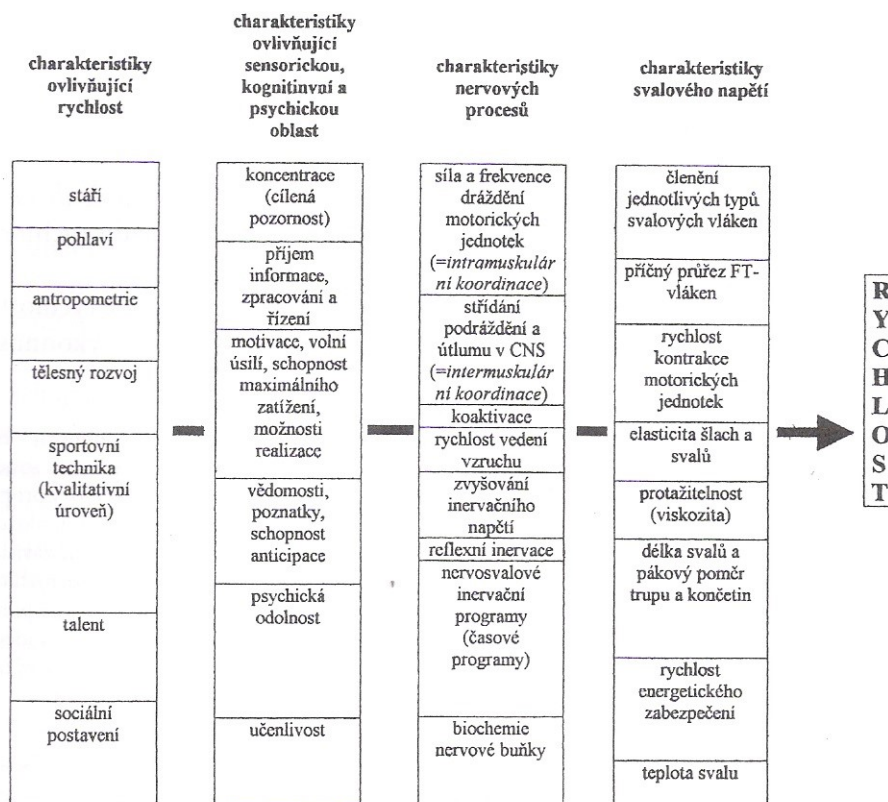 charakteristiky
ovlivňující
rychlost
stáří
pohlaví
antropometrie
tělesný rozvoj
sportovní
technika
(kvalitativní
úroveň)
talent
sociální
postavení
charakteristiky
ovlivňující
sensorickou,
kognitinvní a
psychickou
oblast
koncentrace
(cílená
pozornost)
příjem
informace,
zpracování a
řízení
motivace, volní
úsilí, schopnost
maximálního
zatížení,
možnosti
realizace
vědomosti,
poznatky,
schopnost
anticipace
psychická
odolnost
učenlivost
charakteristiky
nervových
procesů
síla a frekvence
dráždění
motorických
jednotek
(=intramuskulár
ní koordinace)
střídání
podráždění a
útlumu v CNS
(=intermuskulár
ní koordinace)
koaktivace
rychlost vedení
vzruchu
zvyšování
inervačního
napětí
reflexní inervace
nervosvalové
inervační
programy
(časové
programy)
biochemie
nervové buňky
charakteristiky
svalového napětí
členění
jednotlivých typů
svalových vláken
příčný průřez FT-
vláken
rychlost
kontrakce
motorických
jednotek
elasticita šlach a
svalů
protažitelnost
(viskozita)
délka svalů a
pákový poměr
trupu a končetin
rychlost
energetického
zabezpečení
teplota svalu
R
Y
C
H
L
O
S
T